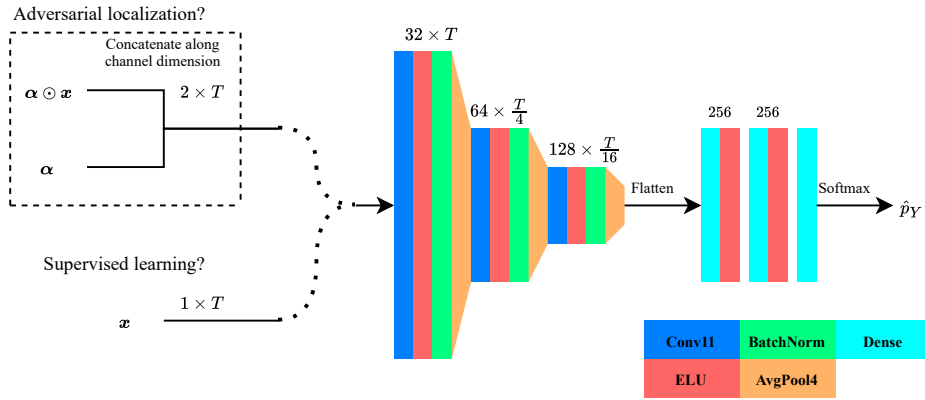 Adversarial localization?
Concatenate along
channel dimension
α ⊙ x
2 × T
α
Supervised learning?
1 × T
x
32 × T
64 × T/4
128 × T/16
Flatten
256
256
Softmax
p̂_Y
Conv11
BatchNorm
Dense
ELU
AvgPool4